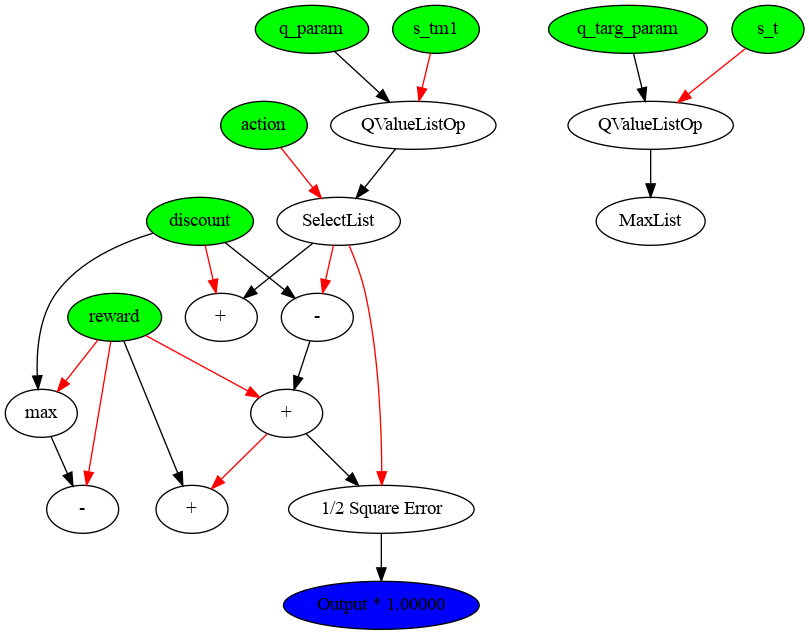 q_param
s_tm1
q_targ_param
s_t
action
QValueListOp
QValueListOp
discount
SelectList
MaxList
reward
+
-
max
+
-
+
1/2 Square Error
Output * 1.00000